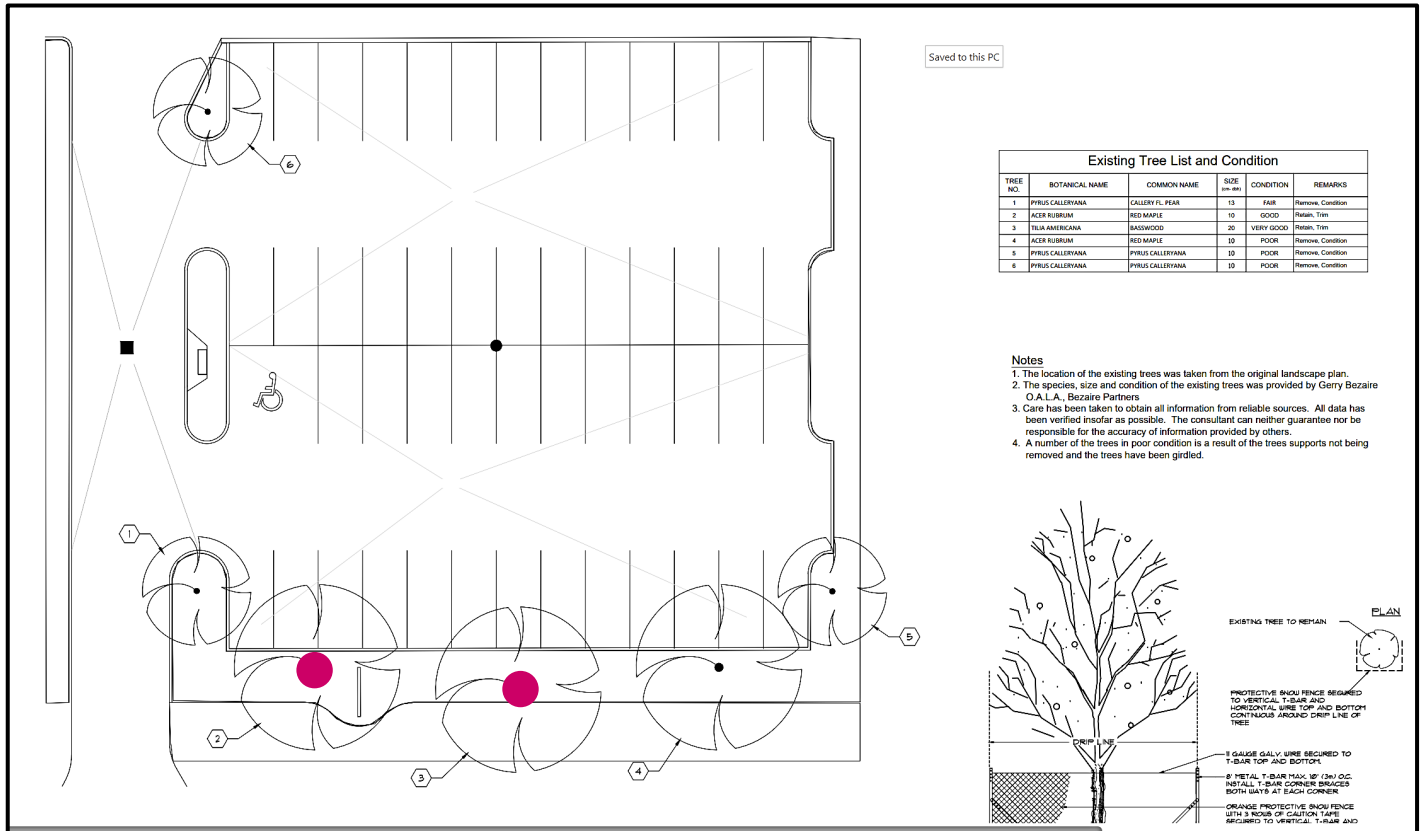 Saved to this PC
6
Existing Tree List and Condition
TREE NO. BOTANICAL NAME COMMON NAME SIZE (cm- dbh) CONDITION REMARKS
1 PYRUS CALLERYANA CALLERY FL. PEAR 13 FAIR Remove, Condition
2 ACER RUBRUM RED MAPLE 10 GOOD Retain, Trim
3 TILIA AMERICANA BASSWOOD 20 VERY GOOD Retain, Trim
4 ACER RUBRUM RED MAPLE 10 POOR Remove, Condition
5 PYRUS CALLERYANA PYRUS CALLERYANA 10 POOR Remove, Condition
6 PYRUS CALLERYANA PYRUS CALLERYANA 10 POOR Remove, Condition
Notes
1. The location of the existing trees was taken from the original landscape plan.
2. The species, size and condition of the existing trees was provided by Gerry Bezaire
O.A.L.A., Bezaire Partners
3. Care has been taken to obtain all information from reliable sources. All data has
been verified insofar as possible. The consultant can neither guarantee nor be
responsible for the accuracy of information provided by others.
4. A number of the trees in poor condition is a result of the trees supports not being
removed and the trees have been girdled.
1
5
2
3
4
PLAN
EXISTING TREE TO REMAIN
PROTECTIVE SNOW FENCE SECURED
TO VERTICAL T-BAR AND
HORIZONTAL WIRE TOP AND BOTTOM
CONTINUOUS AROUND DRIP LINE OF
TREE
DRIP LINE
11 GAUGE GALV. WIRE SECURED TO
T-BAR TOP AND BOTTOM.
8' METAL T-BAR MAX. 10' (3m) O.C.
INSTALL T-BAR CORNER BRACES
BOTH WAYS AT EACH CORNER
ORANGE PROTECTIVE SNOW FENCE
WITH 3 ROWS OF CAUTION TAPE
SECURED TO VERTICAL T-BAR AND